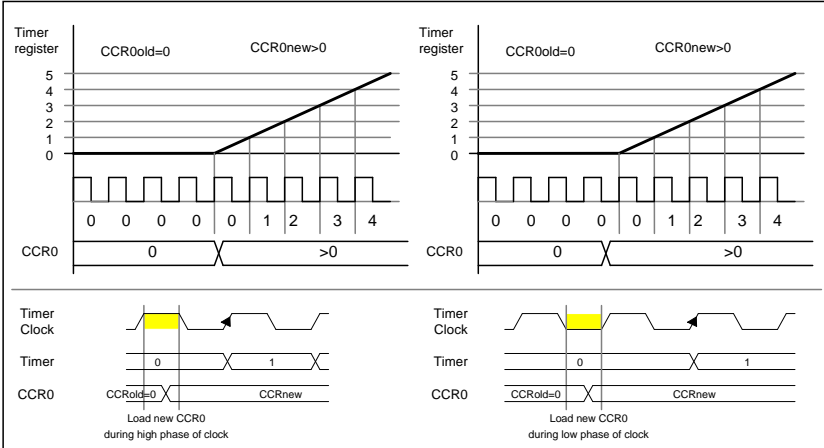 Timer
register
CCR0old=0
CCR0new>0
5
4
3
2
1
0
0 0 0 0 0 1 2 3 4
CCR0
0
>0
Timer
register
CCR0old=0
CCR0new>0
5
4
3
2
1
0
0 0 0 0 0 1 2 3 4
CCR0
0
>0
Timer
Clock
Timer
0
1
CCR0
CCRold=0
CCRnew
Load new CCR0
during high phase of clock
Timer
Clock
Timer
0
1
CCR0
CCRold=0
CCRnew
Load new CCR0
during low phase of clock